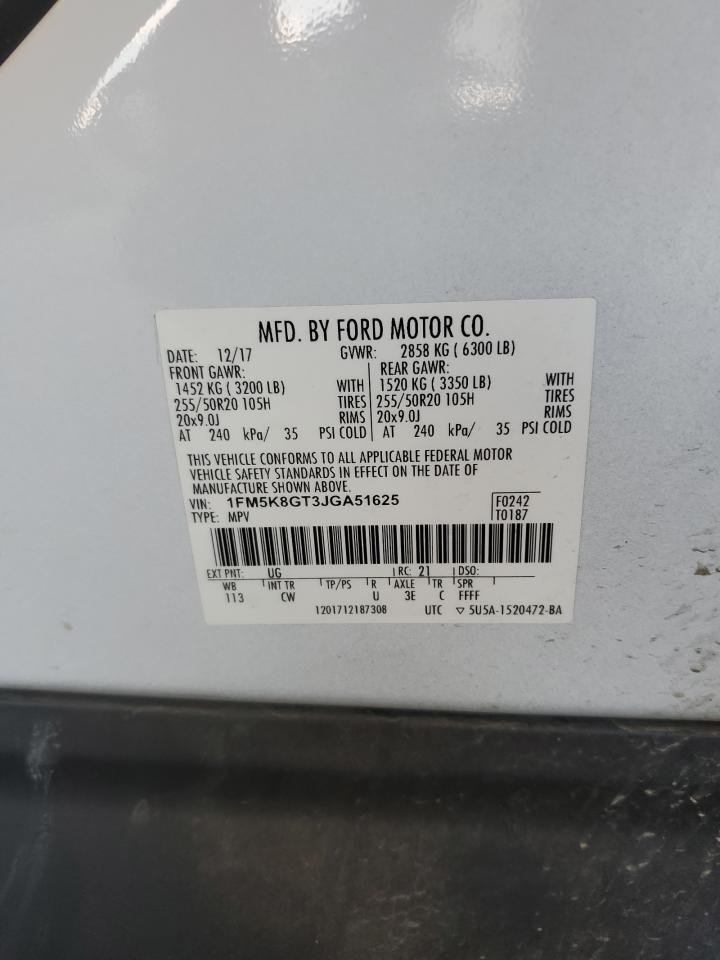 MFD. BY FORD MOTOR CO.
DATE: 12/17 GVWR: 2858 KG ( 6300 LB)
FRONT GAWR: REAR GAWR:
1452 KG ( 3200 LB) WITH 1520 KG ( 3350 LB) WITH
255/50R20 105H TIRES 255/50R20 105H TIRES
20x9.0J RIMS 20x9.0J RIMS
AT 240 kPa/ 35 PSI COLD AT 240 kPa/ 35 PSI COLD
THIS VEHICLE CONFORMS TO ALL APPLICABLE FEDERAL MOTOR
VEHICLE SAFETY STANDARDS IN EFFECT ON THE DATE OF
MANUFACTURE SHOWN ABOVE.
VIN: 1FM5K8GT3JGA51625 F0242
TYPE: MPV T0187
EXT PNT: UG RC: 21 DSO:
WB INT TR TP/PS R AXLE TR SPR
113 CW U 3E C FFFF
1201712187308 UTC ▽ 5U5A-1520472-BA